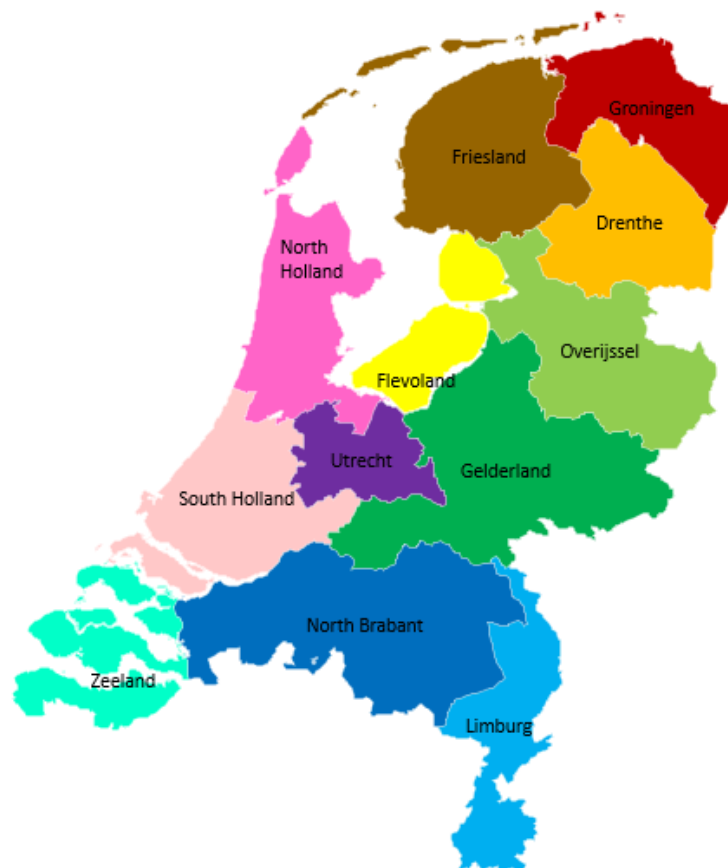 Groningen
Friesland
Drenthe
North
Holland
Overijssel
Flevoland
Utrecht
Gelderland
South Holland
North Brabant
Zeeland
Limburg